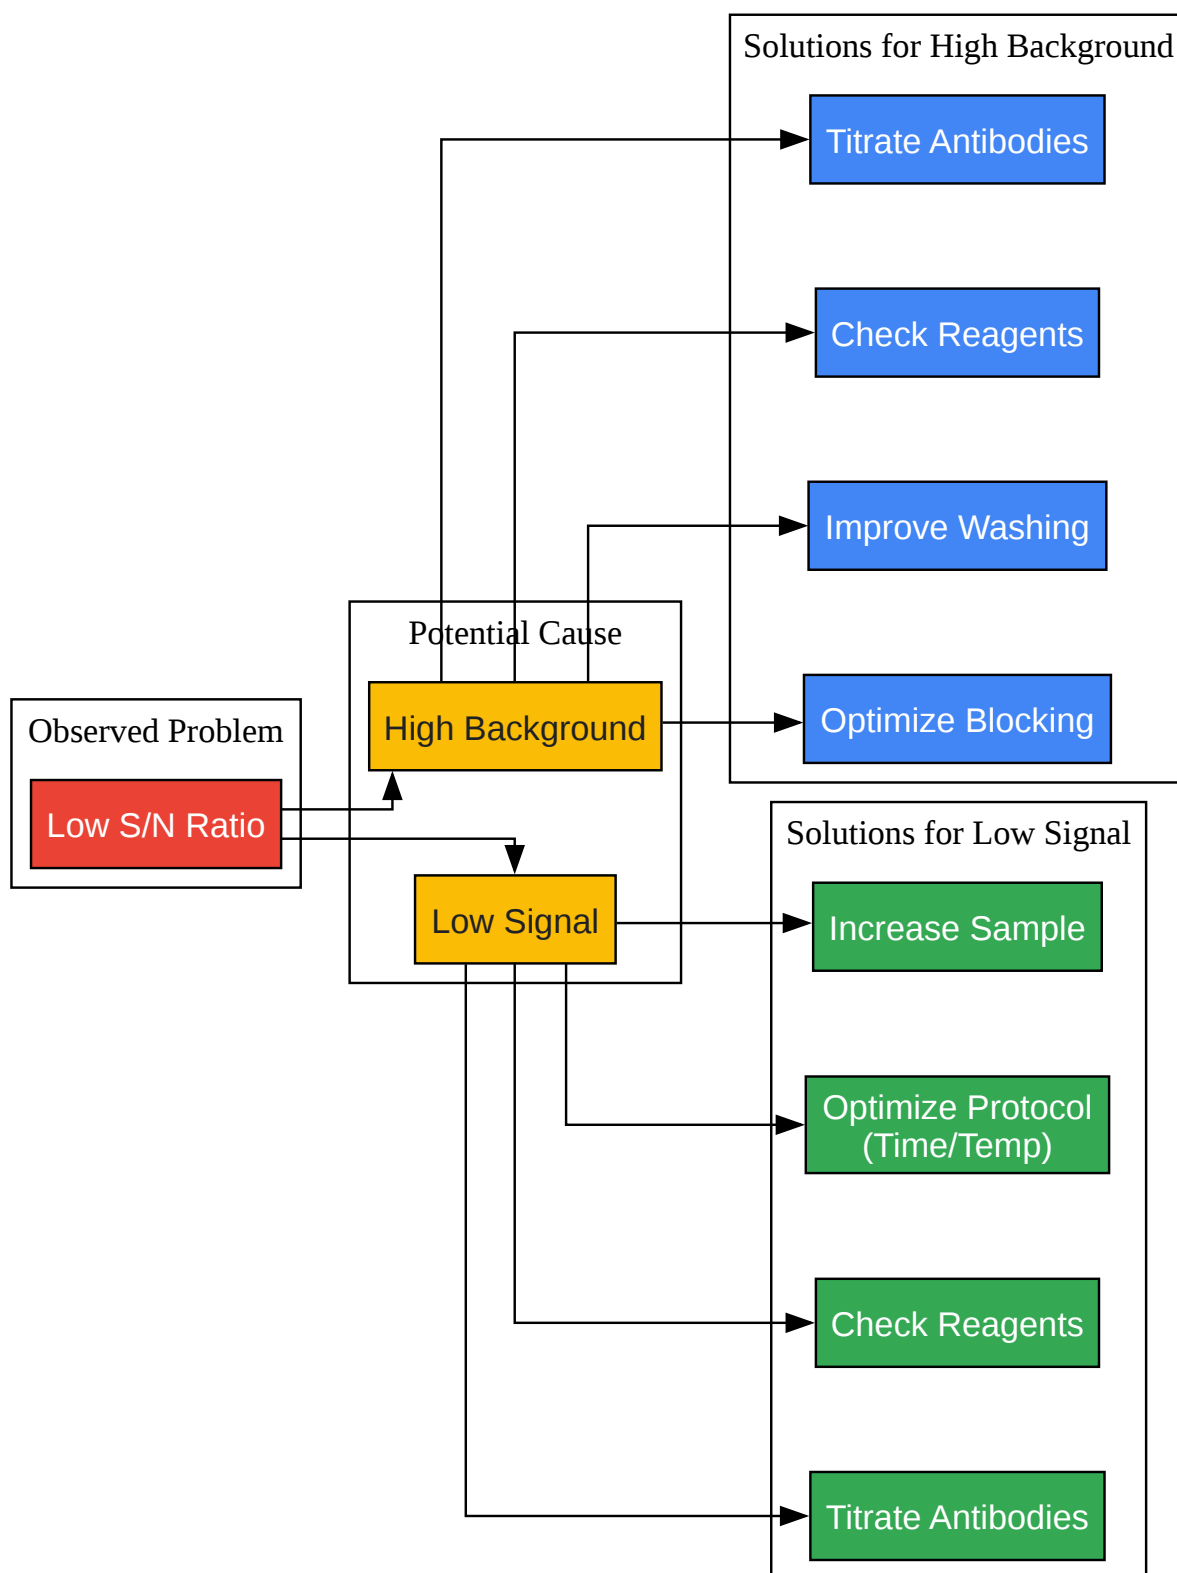 Solutions for High Background
Titrate Antibodies
Check Reagents
Improve Washing
Potential Cause
High Background
Optimize Blocking
Observed Problem
Low S/N Ratio
Solutions for Low Signal
Low Signal
Increase Sample
Optimize Protocol
(Time/Temp)
Check Reagents
Titrate Antibodies